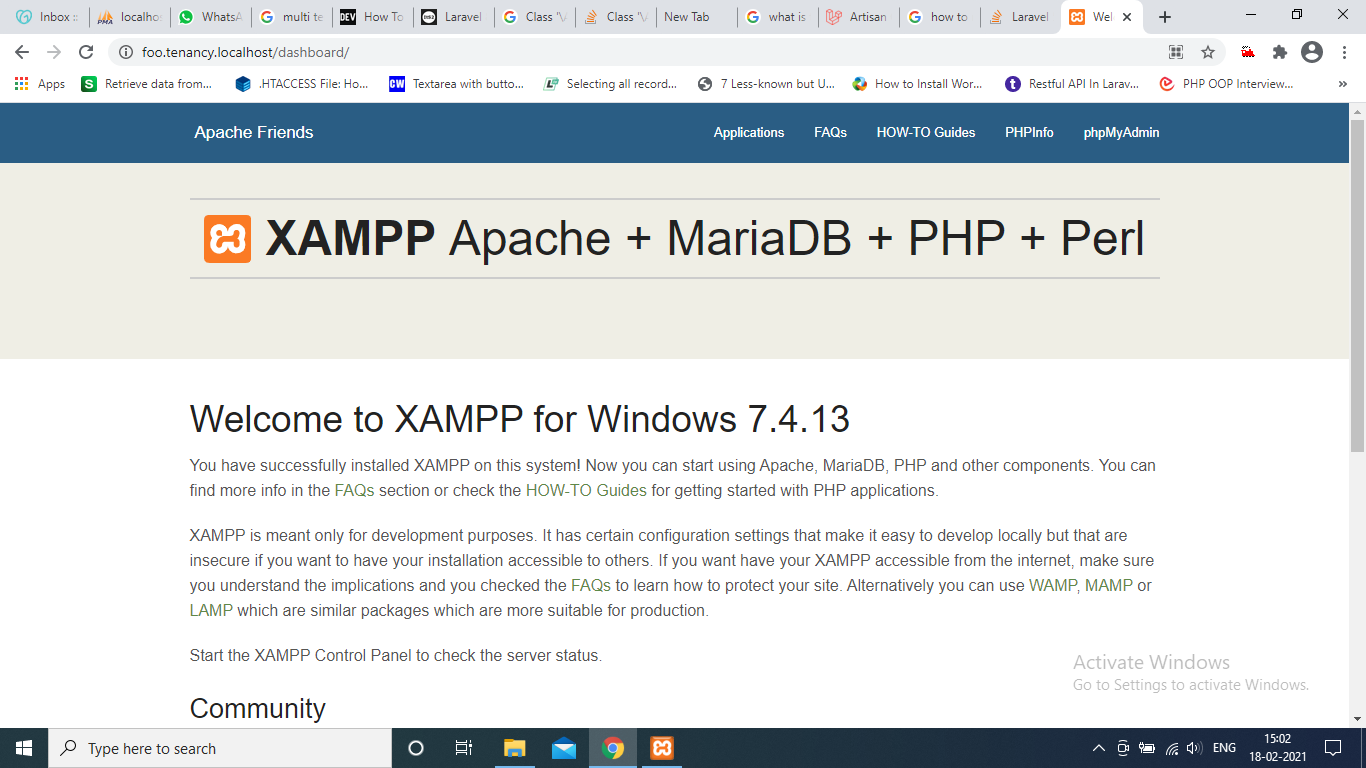 Inbox :: localhos WhatsA multi te How To Laravel Class 'V Class 'V New Tab what is Artisan how to Laravel Wel
foo.tenancy.localhost/dashboard/
Apps Retrieve data from... .HTACCESS File: Ho... Textarea with butto... Selecting all record... 7 Less-known but U... How to Install Wor... Restful API In Larav... PHP OOP Interview... »
Apache Friends Applications FAQs HOW-TO Guides PHPInfo phpMyAdmin
XAMPP Apache + MariaDB + PHP + Perl
Welcome to XAMPP for Windows 7.4.13
You have successfully installed XAMPP on this system! Now you can start using Apache, MariaDB, PHP and other components. You can
find more info in the FAQs section or check the HOW-TO Guides for getting started with PHP applications.
XAMPP is meant only for development purposes. It has certain configuration settings that make it easy to develop locally but that are
insecure if you want to have your installation accessible to others. If you want have your XAMPP accessible from the internet, make sure
you understand the implications and you checked the FAQs to learn how to protect your site. Alternatively you can use WAMP, MAMP or
LAMP which are similar packages which are more suitable for production.
Start the XAMPP Control Panel to check the server status.
Activate Windows
Go to Settings to activate Windows.
Community
Type here to search ENG 15:02
18-02-2021